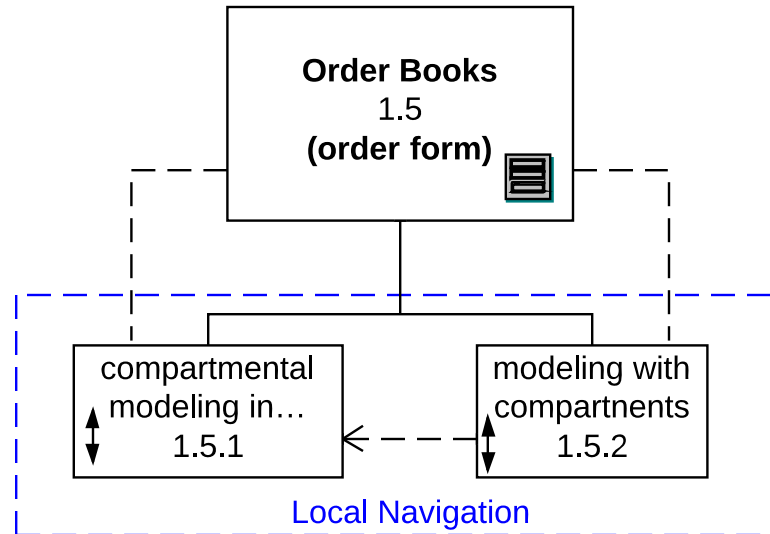 Order Books
1.5
(order form)
compartmental
modeling in…
1.5.1
modeling with
compartnents
1.5.2
Local Navigation